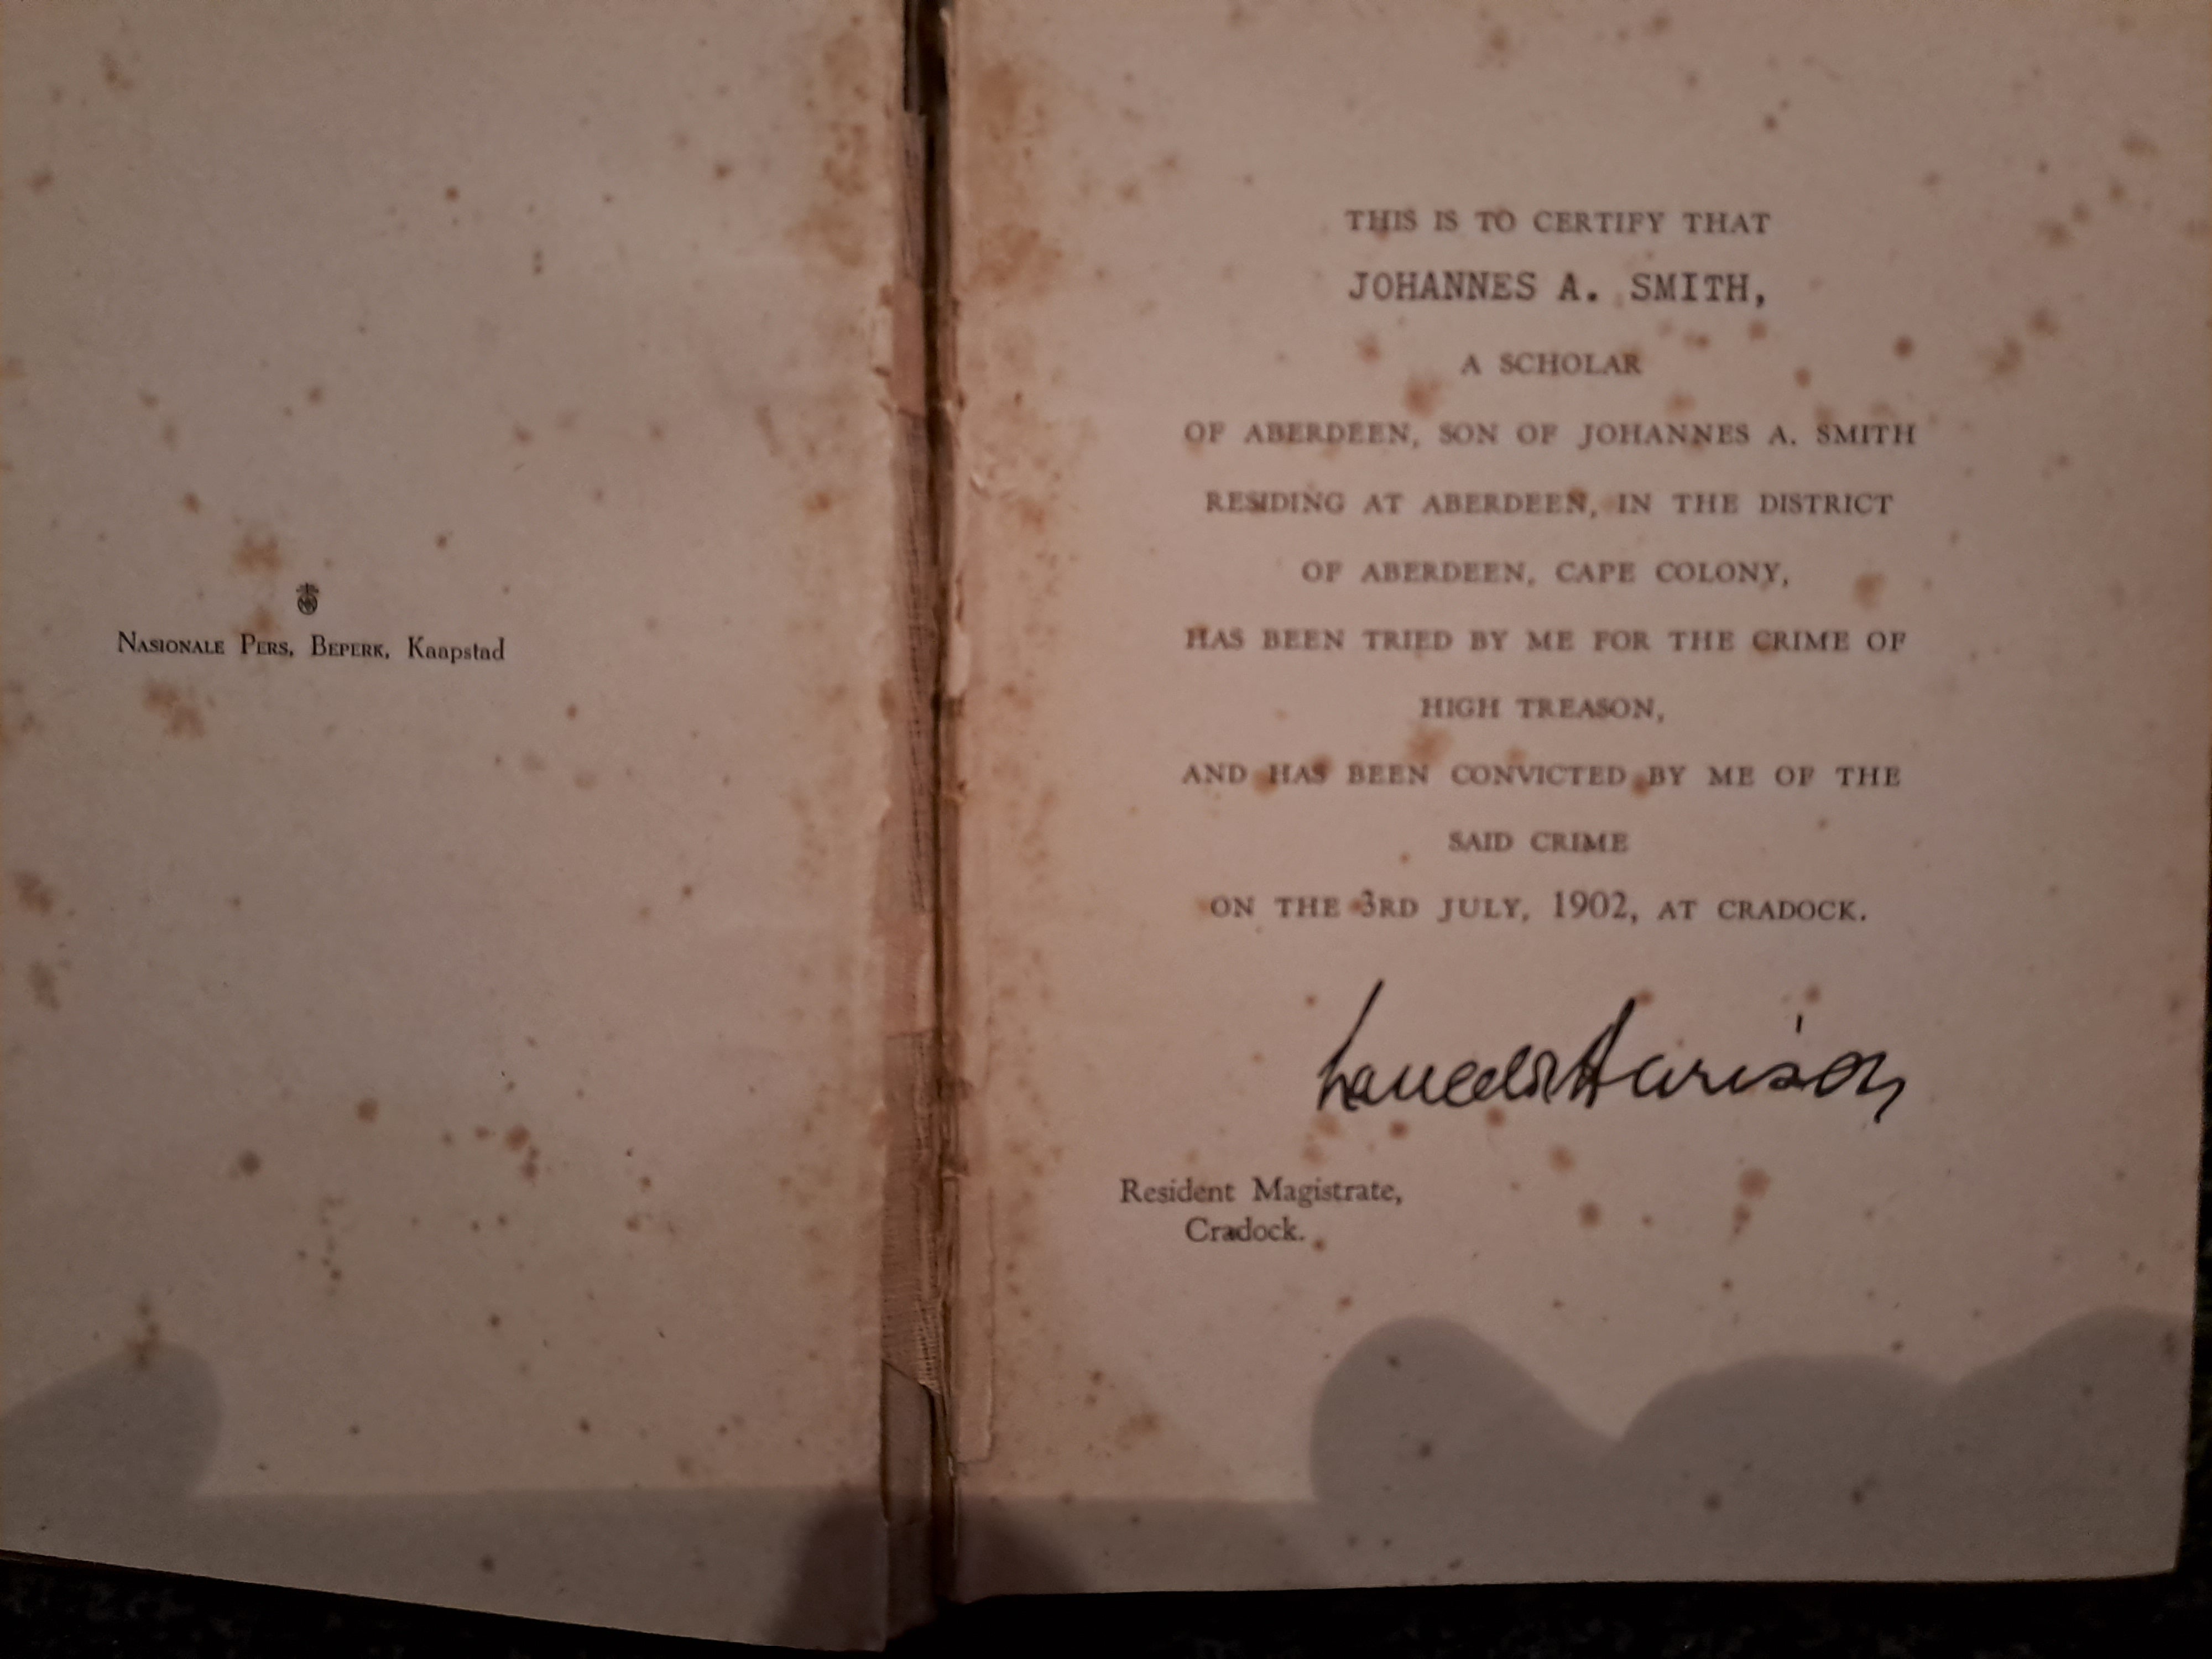 Nasionale Pers, Beperk, Kaapstad
THIS IS TO CERTIFY THAT
JOHANNES A. SMITH,
A SCHOLAR
OF ABERDEEN, SON OF JOHANNES A. SMITH
RESIDING AT ABERDEEN, IN THE DISTRICT
OF ABERDEEN, CAPE COLONY,
HAS BEEN TRIED BY ME FOR THE CRIME OF
HIGH TREASON,
AND HAS BEEN CONVICTED BY ME OF THE
SAID CRIME
ON THE 3RD JULY, 1902, AT CRADOCK.
Lancelot Harison
Resident Magistrate,
Cradock.